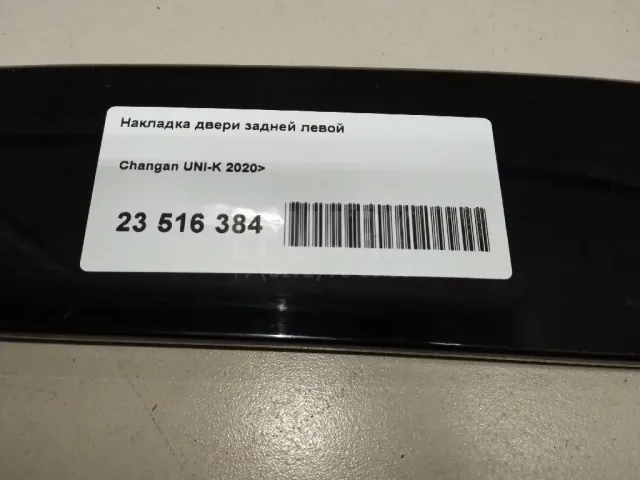 Накладка двери задней левой
Changan UNI-K 2020>
23 516 384